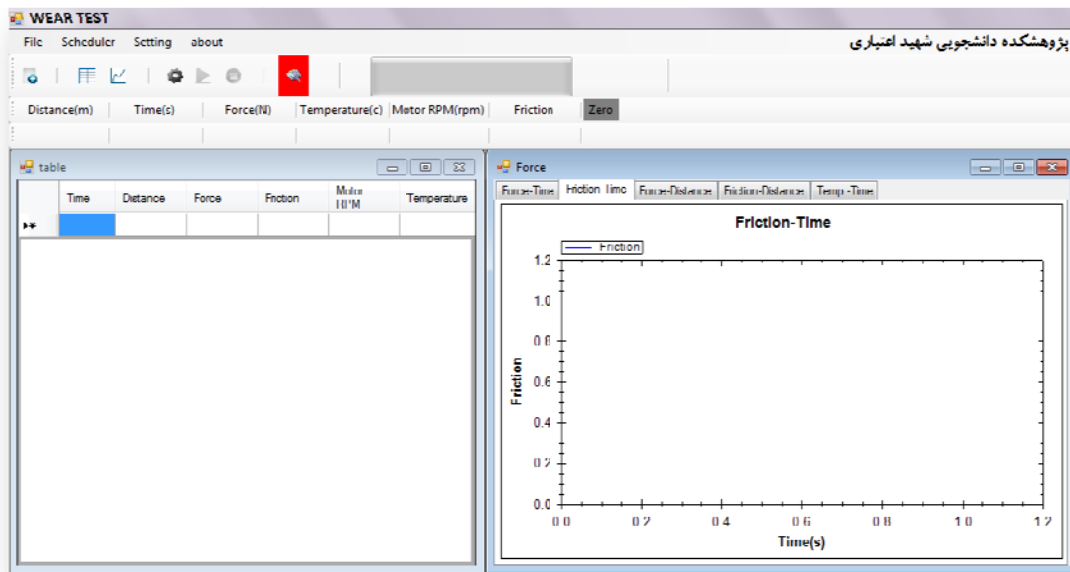 WEAR TEST
File Scheduler Setting about
پژوهشکده دانشجویی شهید اعتباری
Distance(m) Time(s) Force(N) Temperature(c) Motor RPM(rpm) Friction Zero
table
Time Distance Force Friction Motor RPM Temperature
Force
Force-Time Friction Time Force-Distance Friction-Distance Temp-Time
Friction-Time
Friction
1.2
1.0
0.8
0.6
0.4
0.2
0.0
Friction
0.0 0.2 0.4 0.6 0.8 1.0 1.2
Time(s)